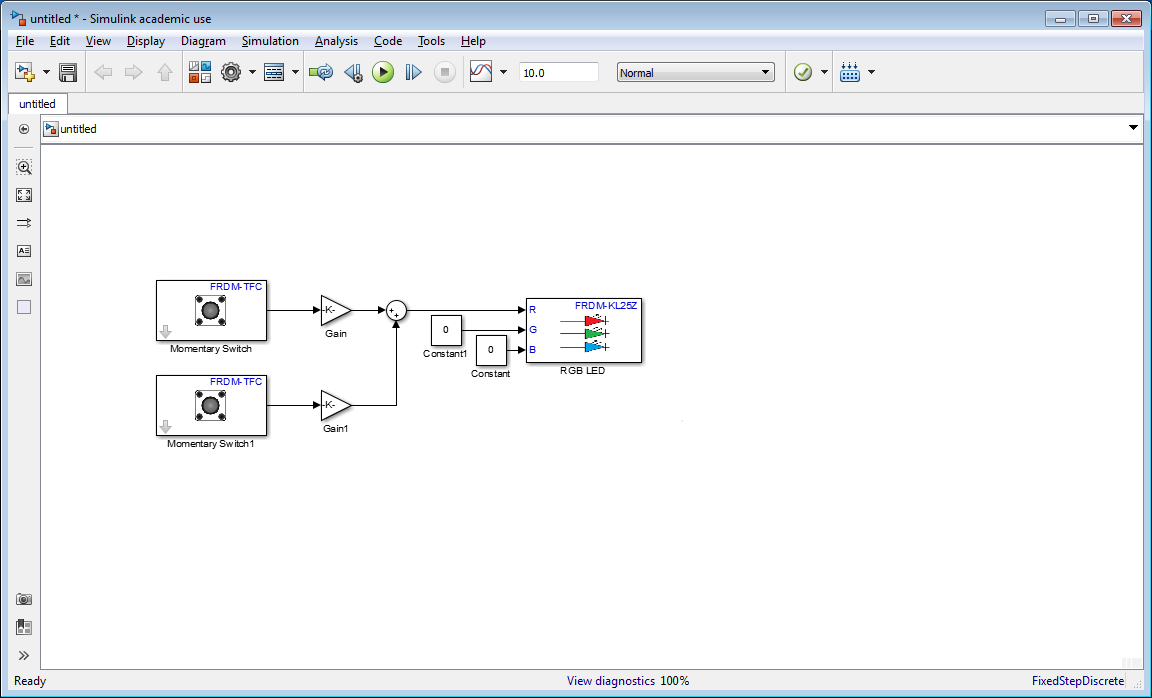 untitled * - Simulink academic use
File Edit View Display Diagram Simulation Analysis Code Tools Help
10.0 Normal
untitled
untitled
FRDM-TFC
Momentary Switch
-K-
Gain
++
0
Constant1
0
Constant
FRDM-KL25Z
R
G
B
RGB LED
FRDM-TFC
Momentary Switch1
-K-
Gain1
Ready View diagnostics 100% FixedStepDiscrete